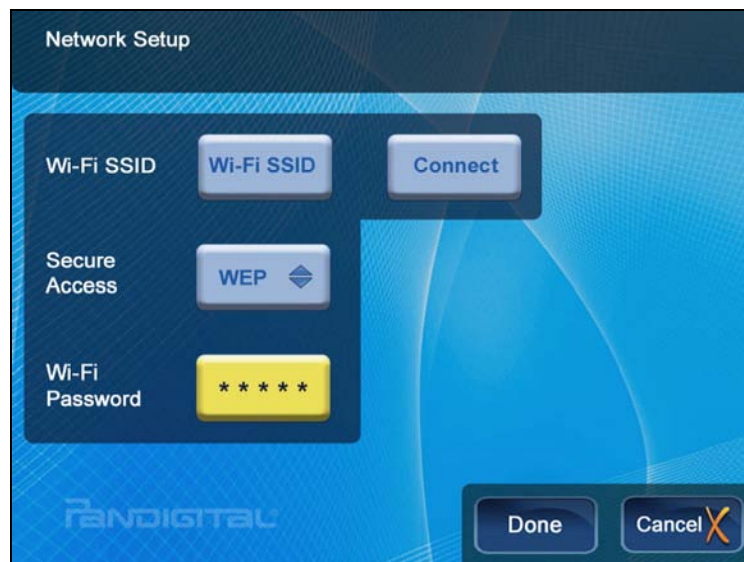 Network Setup
Wi-Fi SSID
Wi-Fi SSID
Connect
Secure
Access
WEP
Wi-Fi
Password
* * * * *
PANDIGITAL
Done
Cancel